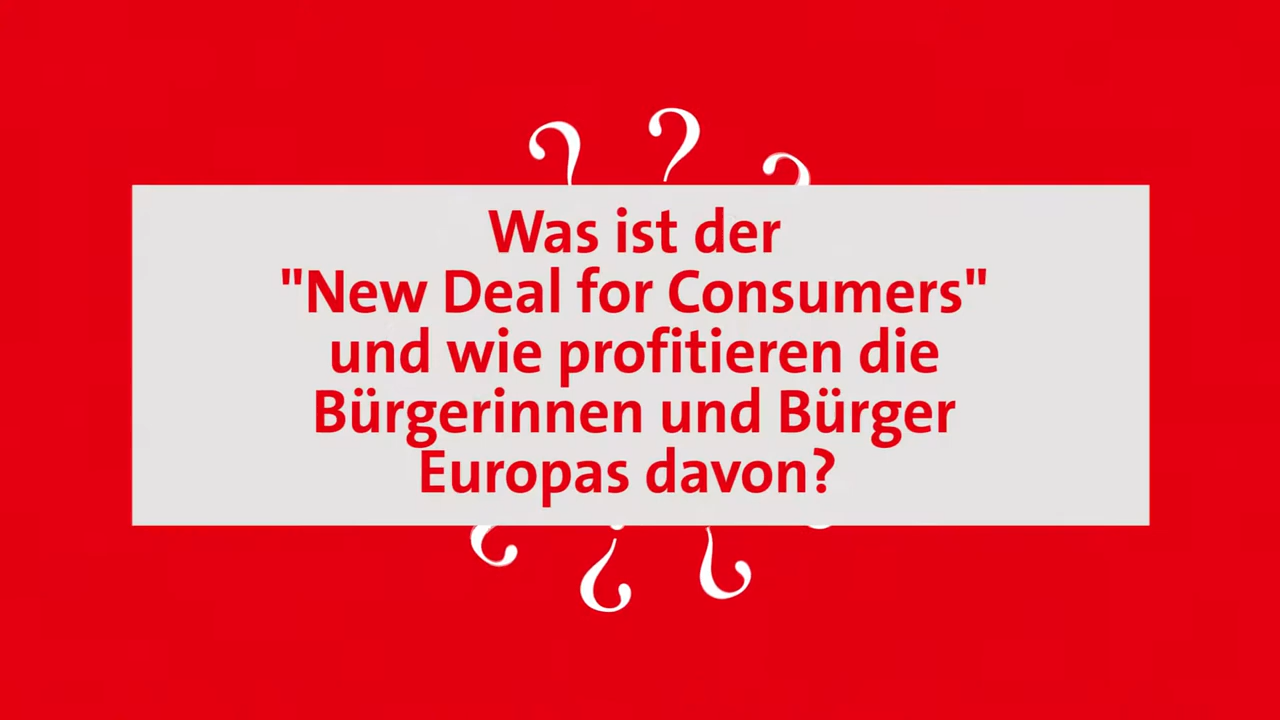 Was ist der
"New Deal for Consumers"
und wie profitieren die
Bürgerinnen und Bürger
Europas davon?